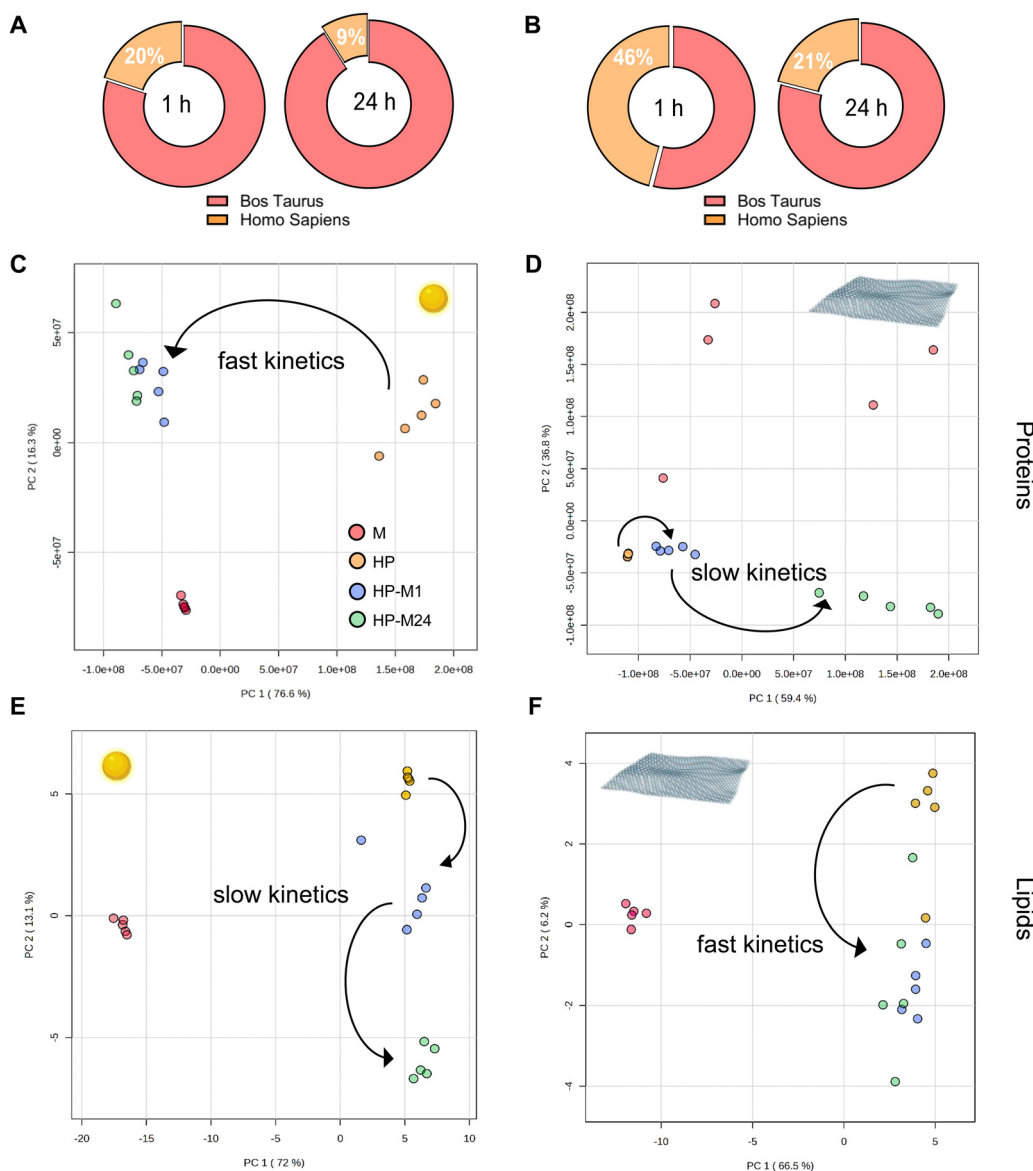 A
B
20%
1 h
9%
24 h
46%
1 h
21%
24 h
Bos Taurus
Homo Sapiens
Bos Taurus
Homo Sapiens
C
PC 2 ( 16.3 %)
5e+07
0e+00
-5e+07
fast kinetics
M
HP
HP-M1
HP-M24
-1.0e+08 -5.0e+07 0.0e+00 5.0e+07 1.0e+08 1.5e+08 2.0e+08
PC 1 ( 76.6 %)
D
PC 2 ( 36.8 %)
2.0e+08
1.5e+08
1.0e+08
5.0e+07
0.0e+00
-5.0e+07
-1.0e+08
slow kinetics
-1.0e+08 -5.0e+07 0.0e+00 5.0e+07 1.0e+08 1.5e+08 2.0e+08
PC 1 ( 59.4 %)
Proteins
E
PC 2 ( 13.1 %)
5
0
-5
slow kinetics
-20 -15 -10 -5 0 5 10
PC 1 ( 72 %)
F
PC 2 ( 6.2 %)
4
2
0
-2
-4
fast kinetics
-10 -5 0 5
PC 1 ( 66.5 %)
Lipids